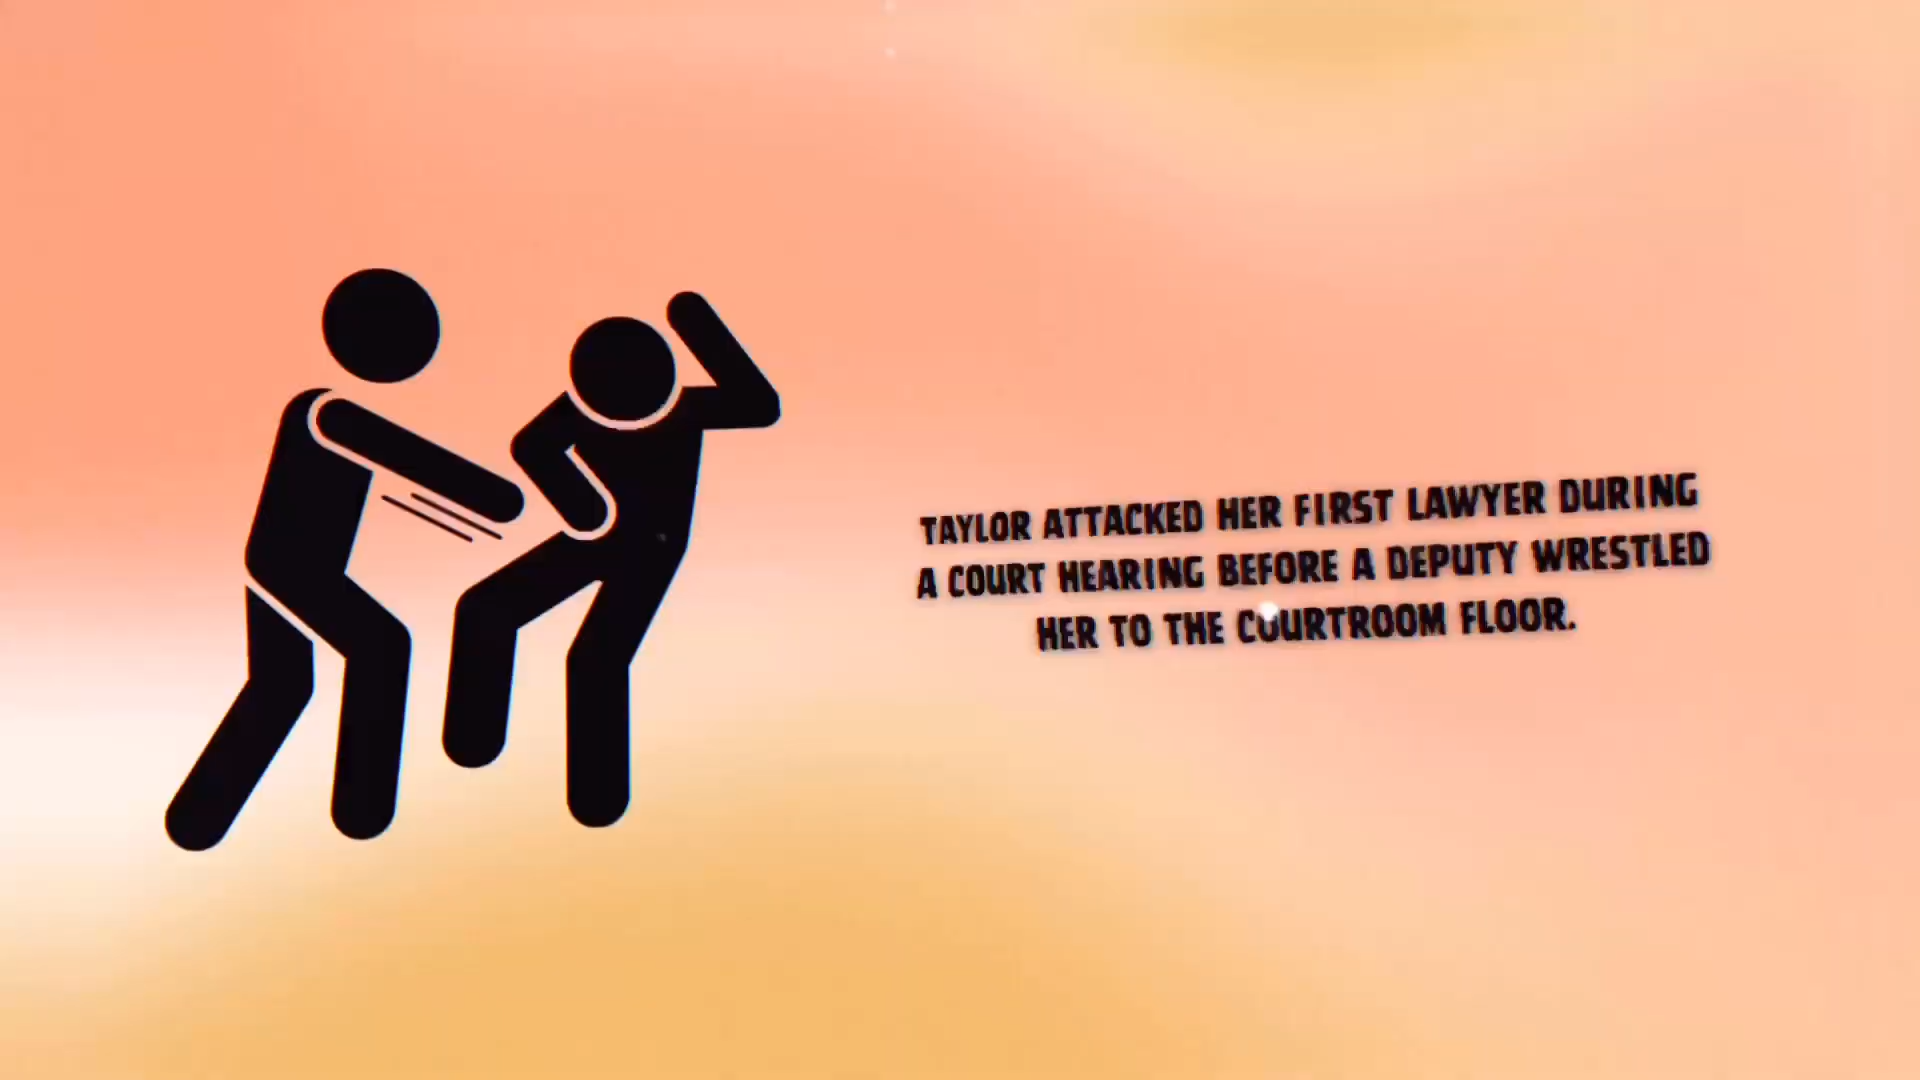 TAYLOR ATTACKED HER FIRST LAWYER DURING
A COURT HEARING BEFORE A DEPUTY WRESTLED
HER TO THE COURTROOM FLOOR.